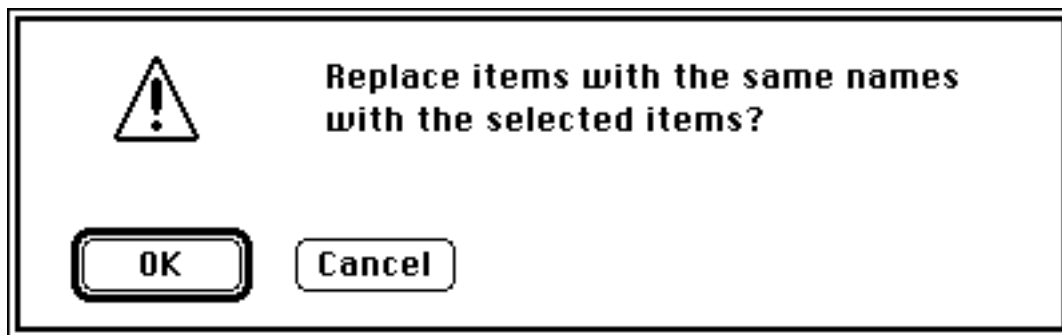 Replace items with the same names
with the selected items?
OK
Cancel